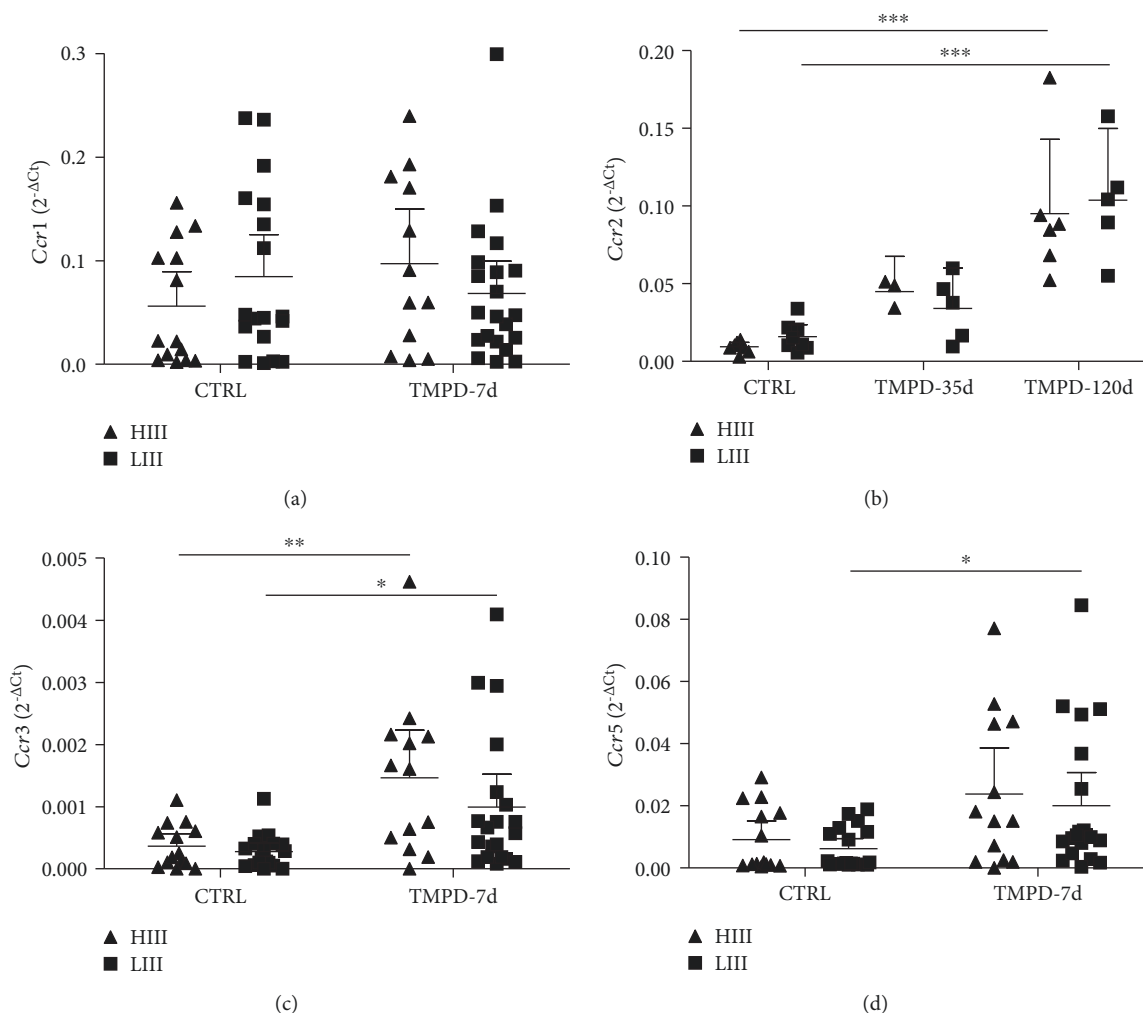 Ccr1 (2-ΔCt)
0.3
0.2
0.1
0.0
CTRL
TMPD-7d
HIII
LIII
(a)
***
***
Ccr2 (2-ΔCt)
0.20
0.15
0.10
0.05
0.00
CTRL
TMPD-35d
TMPD-120d
HIII
LIII
(b)
**
*
Ccr3 (2-ΔCt)
0.005
0.004
0.003
0.002
0.001
0.000
CTRL
TMPD-7d
HIII
LIII
(c)
*
Ccr5 (2-ΔCt)
0.10
0.08
0.06
0.04
0.02
0.00
CTRL
TMPD-7d
HIII
LIII
(d)